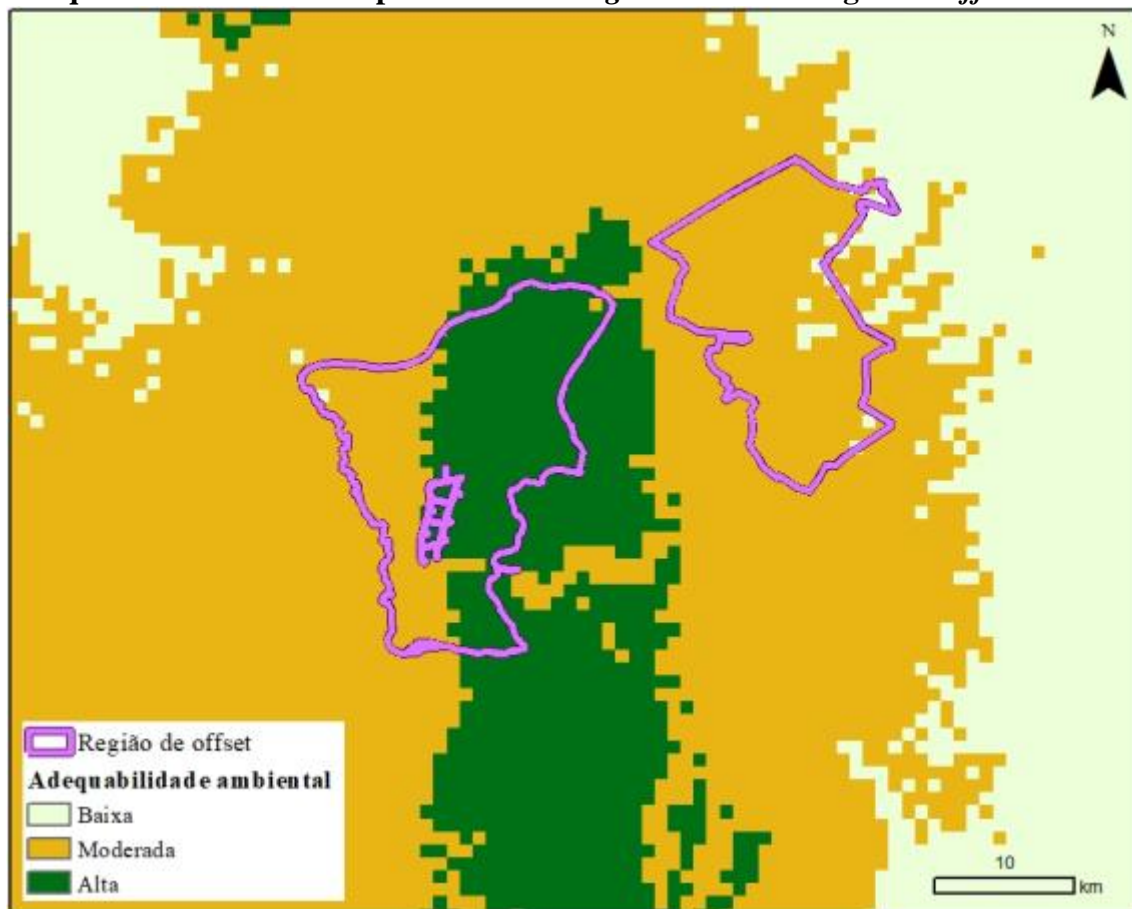 N
Região de offset
Adequabilidade ambiental
Baixa
Moderada
Alta
10
km